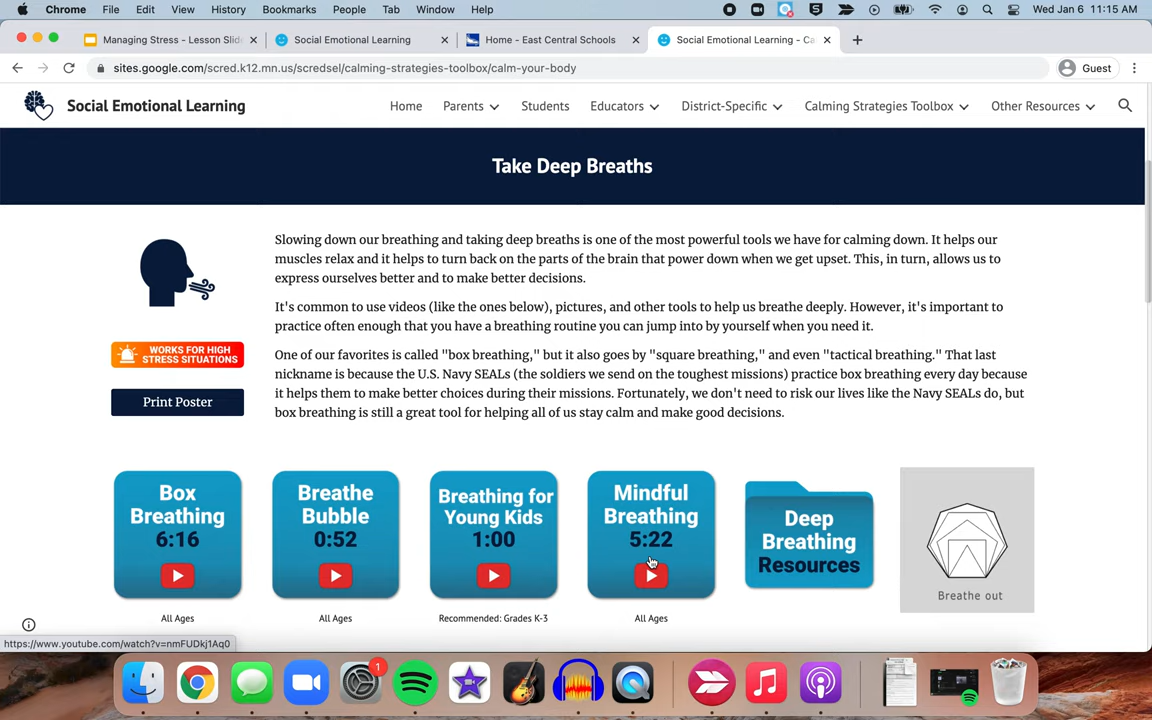 Chrome File Edit View History Bookmarks People Tab Window Help Wed Jan 6 11:15 AM
Managing Stress - Lesson Slid Social Emotional Learning Home - East Central Schools Social Emotional Learning - Ca
sites.google.com/scred.k12.mn.us/scredsel/calming-strategies-toolbox/calm-your-body Guest
Social Emotional Learning Home Parents Students Educators District-Specific Calming Strategies Toolbox Other Resources
Take Deep Breaths
Slowing down our breathing and taking deep breaths is one of the most powerful tools we have for calming down. It helps our
muscles relax and it helps to turn back on the parts of the brain that power down when we get upset. This, in turn, allows us to
express ourselves better and to make better decisions.
It's common to use videos (like the ones below), pictures, and other tools to help us breathe deeply. However, it's important to
practice often enough that you have a breathing routine you can jump into by yourself when you need it.
WORKS FOR HIGH
STRESS SITUATIONS
Print Poster
One of our favorites is called "box breathing," but it also goes by "square breathing," and even "tactical breathing." That last
nickname is because the U.S. Navy SEALs (the soldiers we send on the toughest missions) practice box breathing every day because
it helps them to make better choices during their missions. Fortunately, we don't need to risk our lives like the Navy SEALs do, but
box breathing is still a great tool for helping all of us stay calm and make good decisions.
Box
Breathing
6:16
All Ages
Breathe
Bubble
0:52
All Ages
Breathing for
Young Kids
1:00
Recommended: Grades K-3
Mindful
Breathing
5:22
All Ages
Deep
Breathing
Resources
Breathe out
https://www.youtube.com/watch?v=nmFUDkj1Aq0
1